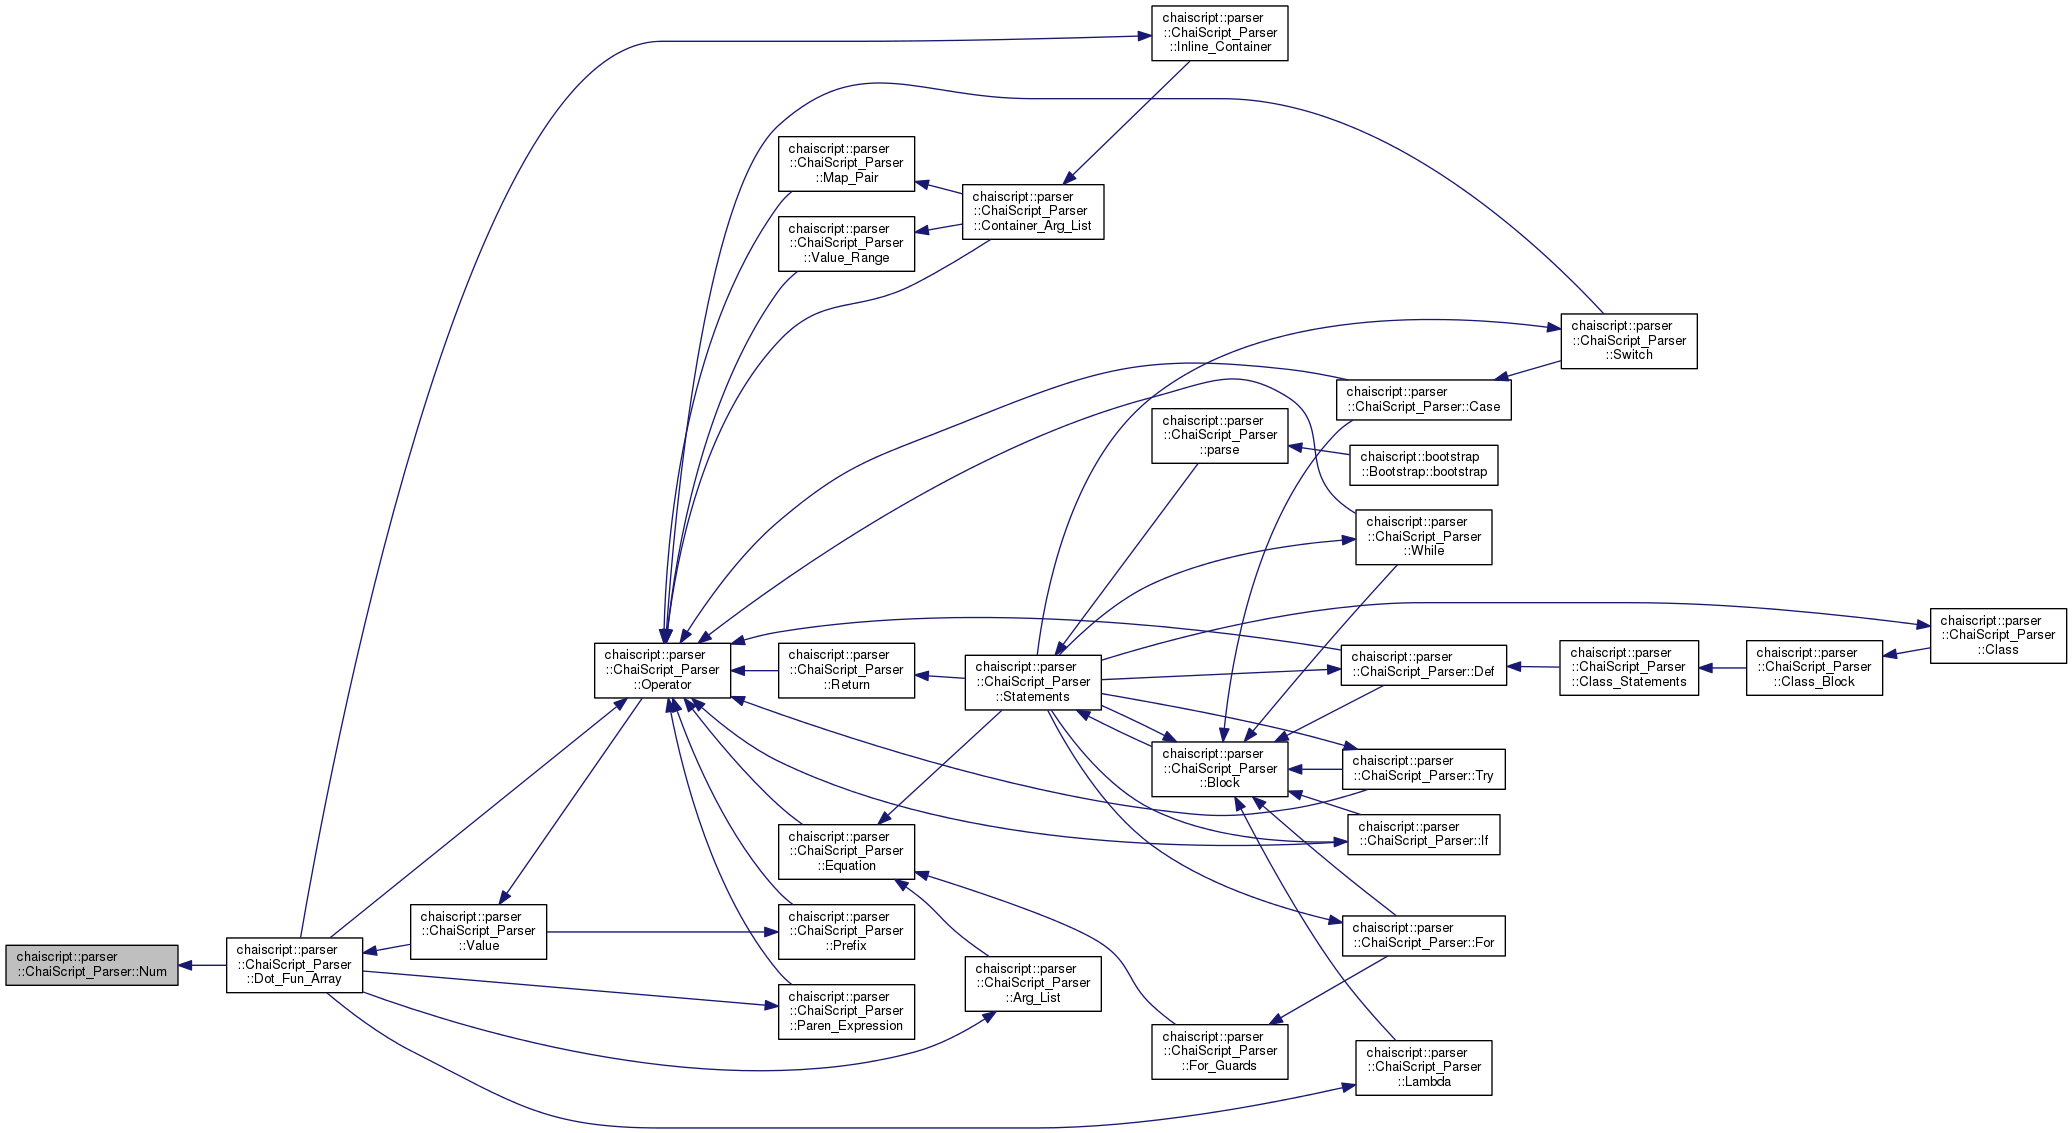 chaiscript::parser
::ChaiScript_Parser
::Inline_Container
chaiscript::parser
::ChaiScript_Parser
::Map_Pair
chaiscript::parser
::ChaiScript_Parser
::Container_Arg_List
chaiscript::parser
::ChaiScript_Parser
::Value_Range
chaiscript::parser
::ChaiScript_Parser
::Switch
chaiscript::parser
::ChaiScript_Parser::Case
chaiscript::parser
::ChaiScript_Parser
::parse
chaiscript::bootstrap
::Bootstrap::bootstrap
chaiscript::parser
::ChaiScript_Parser
::While
chaiscript::parser
::ChaiScript_Parser
::Class
chaiscript::parser
::ChaiScript_Parser
::Operator
chaiscript::parser
::ChaiScript_Parser
::Return
chaiscript::parser
::ChaiScript_Parser
::Statements
chaiscript::parser
::ChaiScript_Parser::Def
chaiscript::parser
::ChaiScript_Parser
::Class_Statements
chaiscript::parser
::ChaiScript_Parser
::Class_Block
chaiscript::parser
::ChaiScript_Parser
::Block
chaiscript::parser
::ChaiScript_Parser::Try
chaiscript::parser
::ChaiScript_Parser
::Equation
chaiscript::parser
::ChaiScript_Parser::If
chaiscript::parser
::ChaiScript_Parser
::Value
chaiscript::parser
::ChaiScript_Parser
::Prefix
chaiscript::parser
::ChaiScript_Parser::For
chaiscript::parser
::ChaiScript_Parser::Num
chaiscript::parser
::ChaiScript_Parser
::Dot_Fun_Array
chaiscript::parser
::ChaiScript_Parser
::Arg_List
chaiscript::parser
::ChaiScript_Parser
::Paren_Expression
chaiscript::parser
::ChaiScript_Parser
::For_Guards
chaiscript::parser
::ChaiScript_Parser
::Lambda